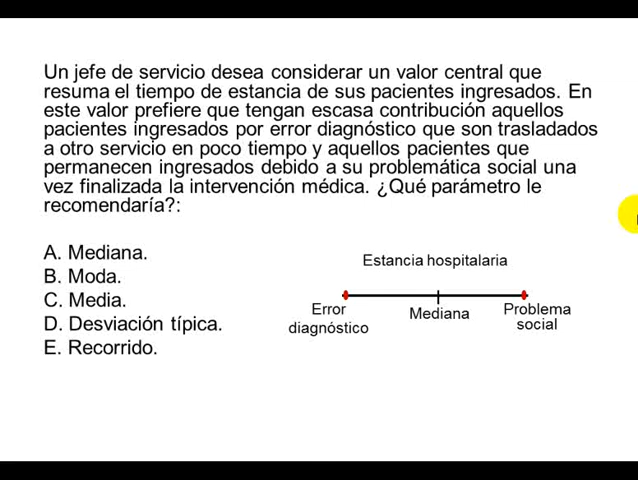 Un jefe de servicio desea considerar un valor central que
resuma el tiempo de estancia de sus pacientes ingresados. En
este valor prefiere que tengan escasa contribución aquellos
pacientes ingresados por error diagnóstico que son trasladados
a otro servicio en poco tiempo y aquellos pacientes que
permanecen ingresados debido a su problemática social una
vez finalizada la intervención médica. ¿Qué parámetro le
recomendaría?:
A. Mediana.
B. Moda.
C. Media.
D. Desviación típica.
E. Recorrido.
Estancia hospitalaria
Error
diagnóstico
Mediana
Problema
social